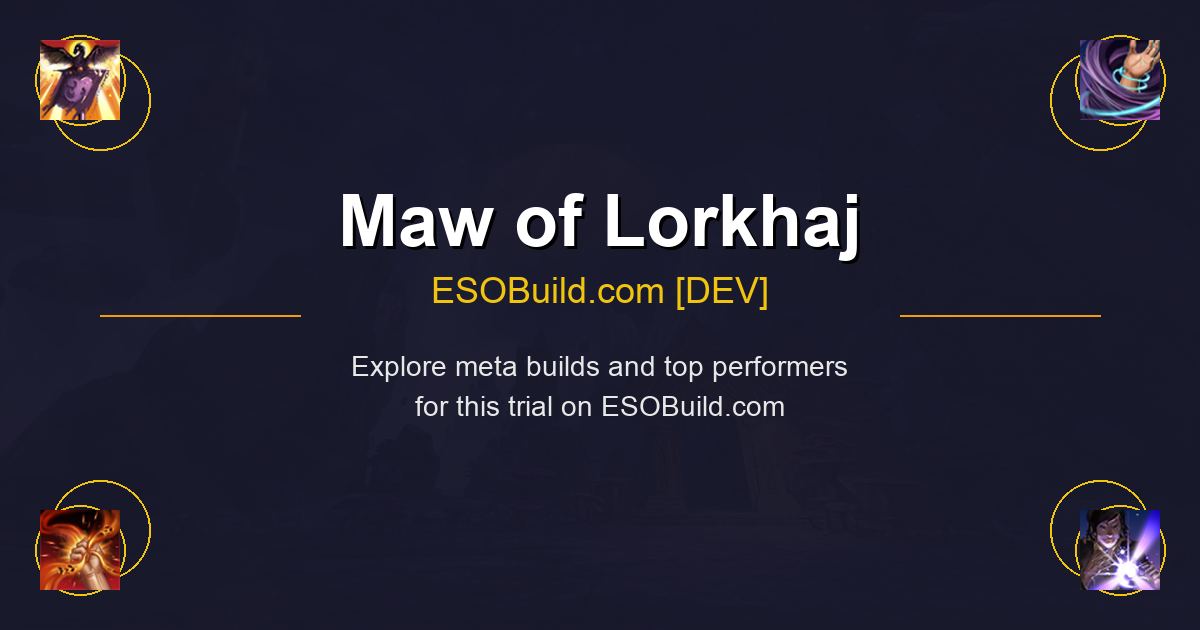 Maw of Lorkhaj
ESOBuild.com [DEV]
Explore meta builds and top performers
for this trial on ESOBuild.com